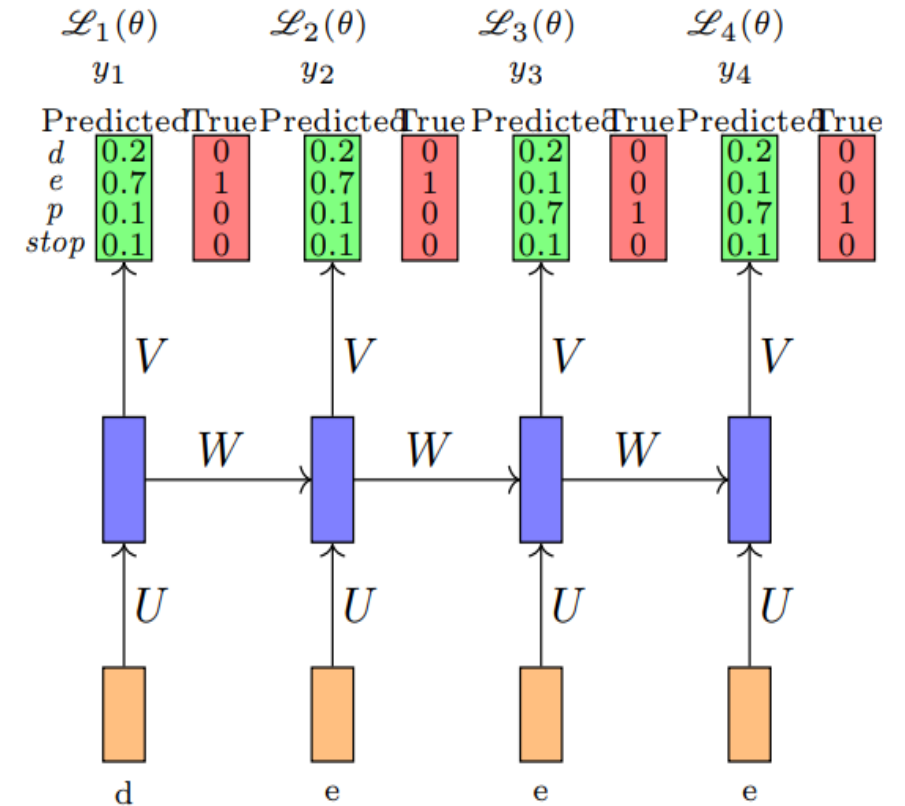 ℒ₁(θ) ℒ₂(θ) ℒ₃(θ) ℒ₄(θ)
y₁ y₂ y₃ y₄
Predicted True Predicted True Predicted True Predicted True
d 0.2 0 0.2 0 0.2 0 0.2 0
e 0.7 1 0.7 1 0.1 0 0.1 0
p 0.1 0 0.1 0 0.7 1 0.7 1
stop 0.1 0 0.1 0 0.1 0 0.1 0
V V V V
W W W
U U U U
d e e e